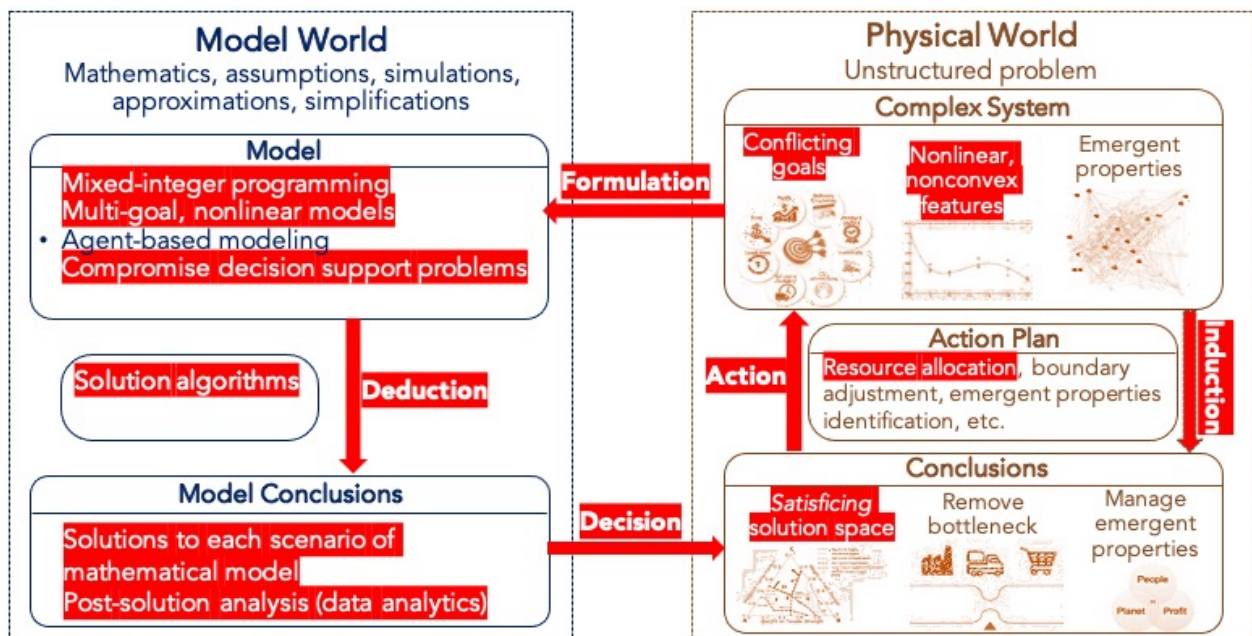 Model World
Mathematics, assumptions, simulations,
approximations, simplifications
Model
Mixed-integer programming
Multi-goal, nonlinear models
• Agent-based modeling
Compromise decision support problems
Solution algorithms
Deduction
Model Conclusions
Solutions to each scenario of
mathematical model
Post-solution analysis (data analytics)
Formulation
Decision
Physical World
Unstructured problem
Complex System
Conflicting
goals
Nonlinear,
nonconvex
features
Emergent
properties
Action
Action Plan
Resource allocation, boundary
adjustment, emergent properties
identification, etc.
Induction
Conclusions
Satisficing
solution space
Remove
bottleneck
Manage
emergent
properties
People
Planet
Profit